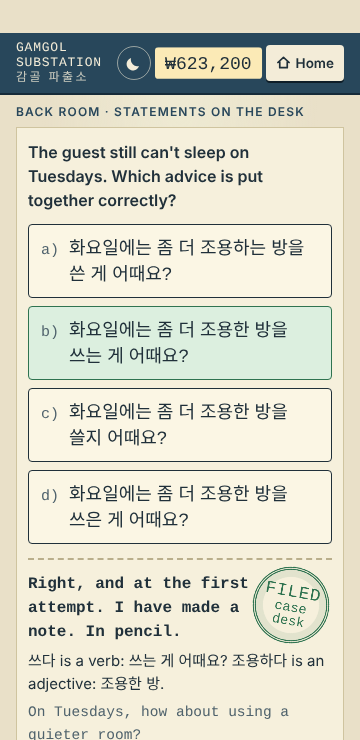 GAMGOL
SUBSTATION
감골 파출소
₩623,200
Home
BACK ROOM · STATEMENTS ON THE DESK
The guest still can't sleep on
Tuesdays. Which advice is put
together correctly?
a) 화요일에는 좀 더 조용하는 방을
쓴 게 어때요?
b) 화요일에는 좀 더 조용한 방을
쓰는 게 어때요?
c) 화요일에는 좀 더 조용한 방을
쓸지 어때요?
d) 화요일에는 좀 더 조용한 방을
쓰은 게 어때요?
Right, and at the first
attempt. I have made a
note. In pencil.
FILED
case
desk
쓰다 is a verb: 쓰는 게 어때요? 조용하다 is an
adjective: 조용한 방.
On Tuesdays, how about using a
quieter room?